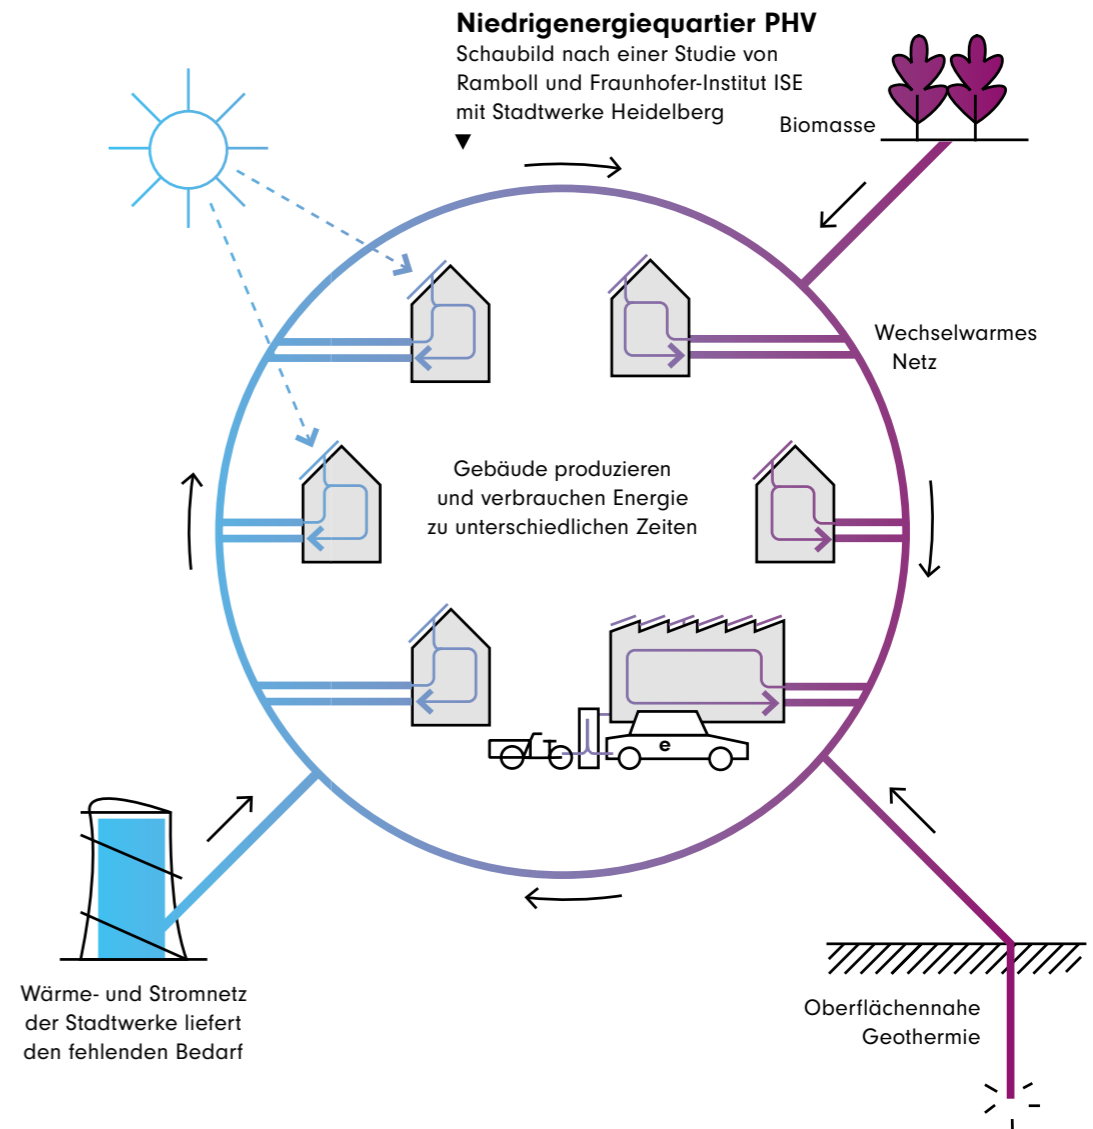 Niedrigenergiequartier PHV
Schaubild nach einer Studie von
Ramboll und Fraunhofer-Institut ISE
mit Stadtwerke Heidelberg
Biomasse
Wechselwarmes
Netz
Gebäude produzieren
und verbrauchen Energie
zu unterschiedlichen Zeiten
e
Wärme- und Stromnetz
der Stadtwerke liefert
den fehlenden Bedarf
Oberflächennahe
Geothermie